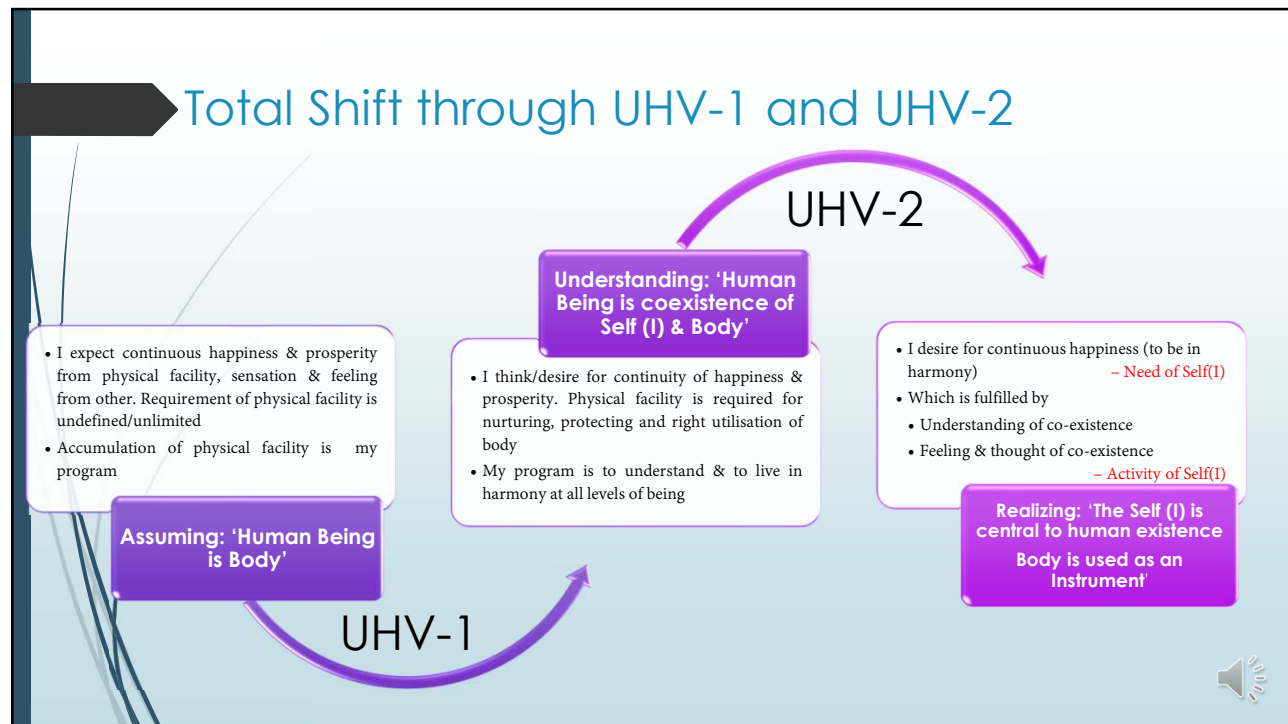 Total Shift through UHV-1 and UHV-2
• I expect continuous happiness & prosperity
from physical facility, sensation & feeling
from other. Requirement of physical facility is
undefined/unlimited
• Accumulation of physical facility is my
program
Assuming: ‘Human Being
is Body’
UHV-1
Understanding: ‘Human
Being is coexistence of
Self (I) & Body’
• I think/desire for continuity of happiness &
prosperity. Physical facility is required for
nurturing, protecting and right utilisation of
body
• My program is to understand & to live in
harmony at all levels of being
UHV-2
• I desire for continuous happiness (to be in
harmony) – Need of Self(I)
• Which is fulfilled by
• Understanding of co-existence
• Feeling & thought of co-existence
– Activity of Self(I)
Realizing: ‘The Self (I) is
central to human existence
Body is used as an
Instrument'